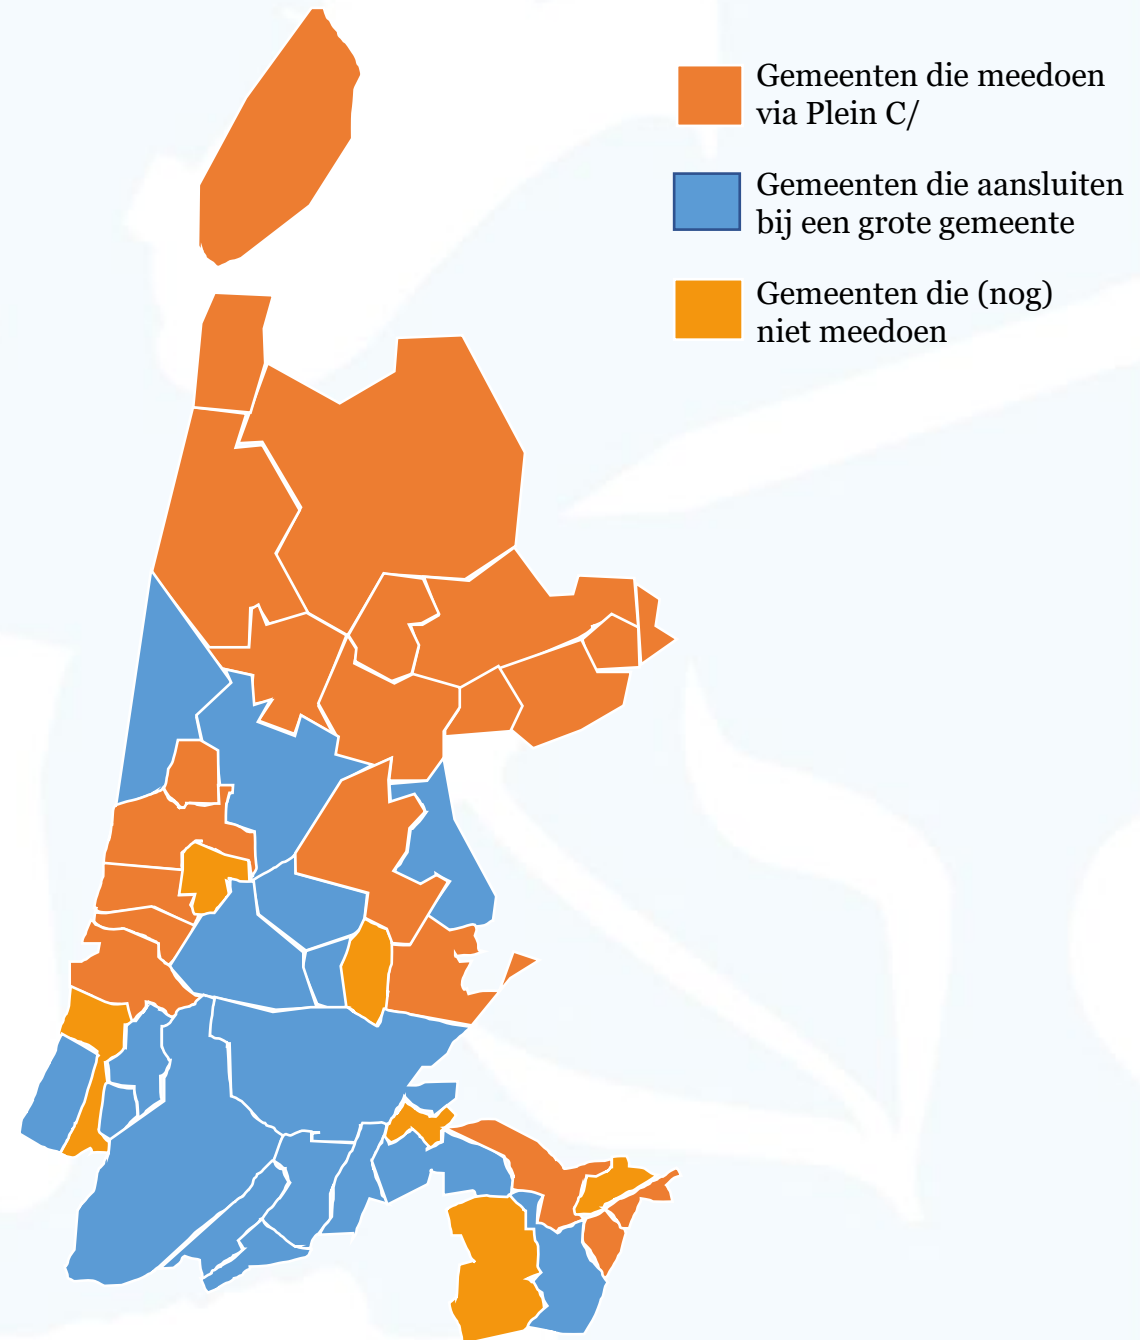 Gemeenten die meedoen
via Plein C/
Gemeenten die aansluiten
bij een grote gemeente
Gemeenten die (nog)
niet meedoen